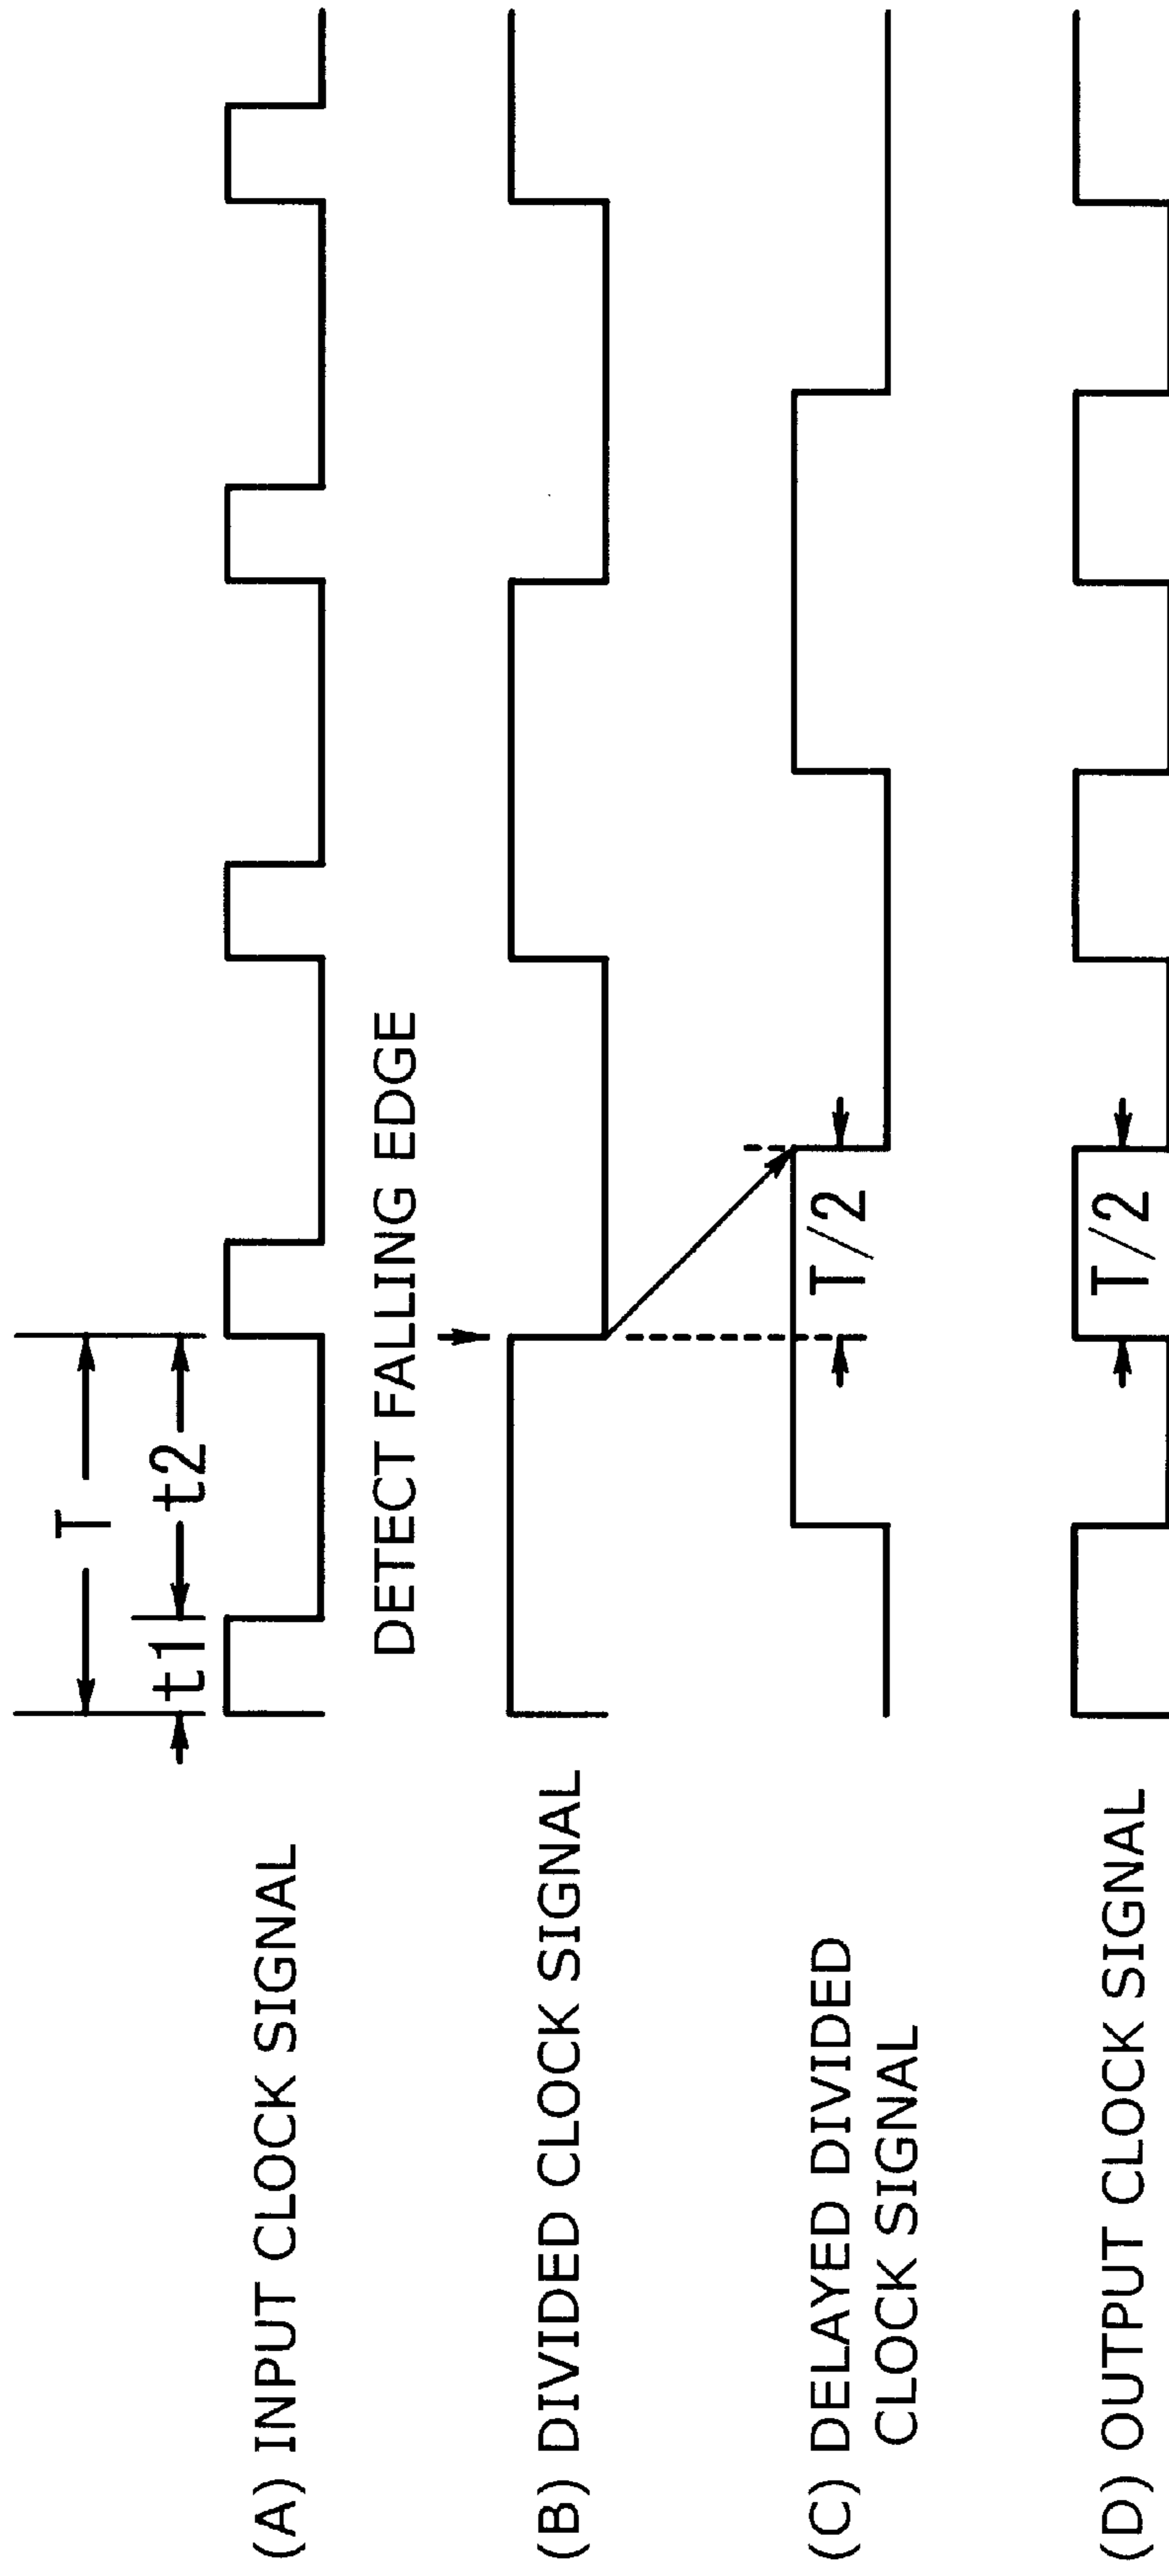 T
t1 t2
(A) INPUT CLOCK SIGNAL
DETECT FALLING EDGE
(B) DIVIDED CLOCK SIGNAL
(C) DELAYED DIVIDED
CLOCK SIGNAL
T/2
(D) OUTPUT CLOCK SIGNAL
T/2